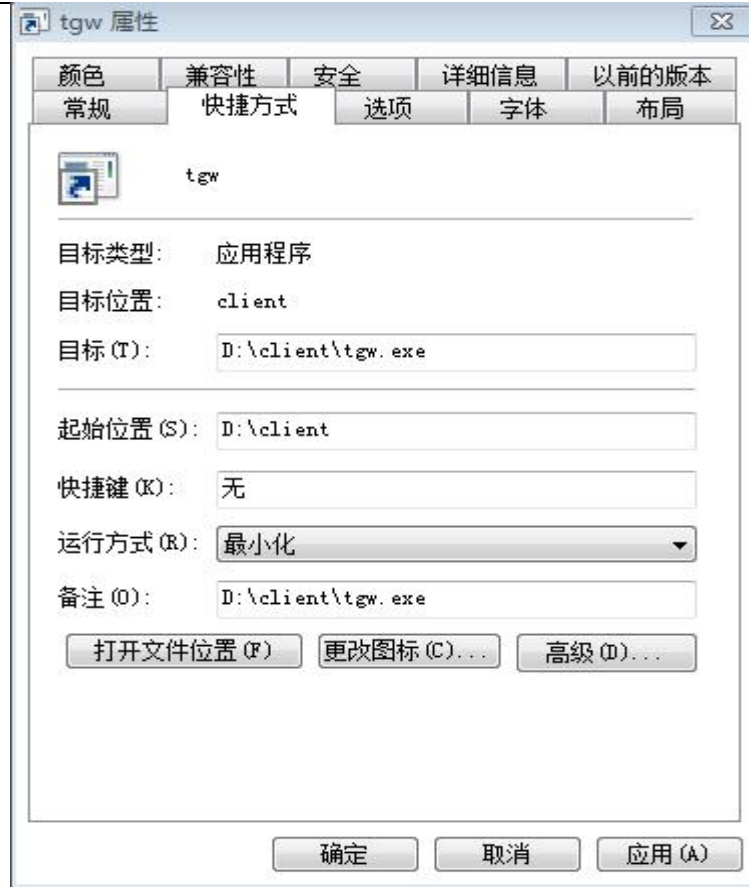 tgw 属性
颜色 兼容性 安全 详细信息 以前的版本
常规 快捷方式 选项 字体 布局
tgw
目标类型: 应用程序
目标位置: client
目标(T): D:\client\tgw.exe
起始位置(S): D:\client
快捷键(K): 无
运行方式(R): 最小化
备注(O): D:\client\tgw.exe
打开文件位置(F) 更改图标(C)... 高级(D)...
确定 取消 应用(A)